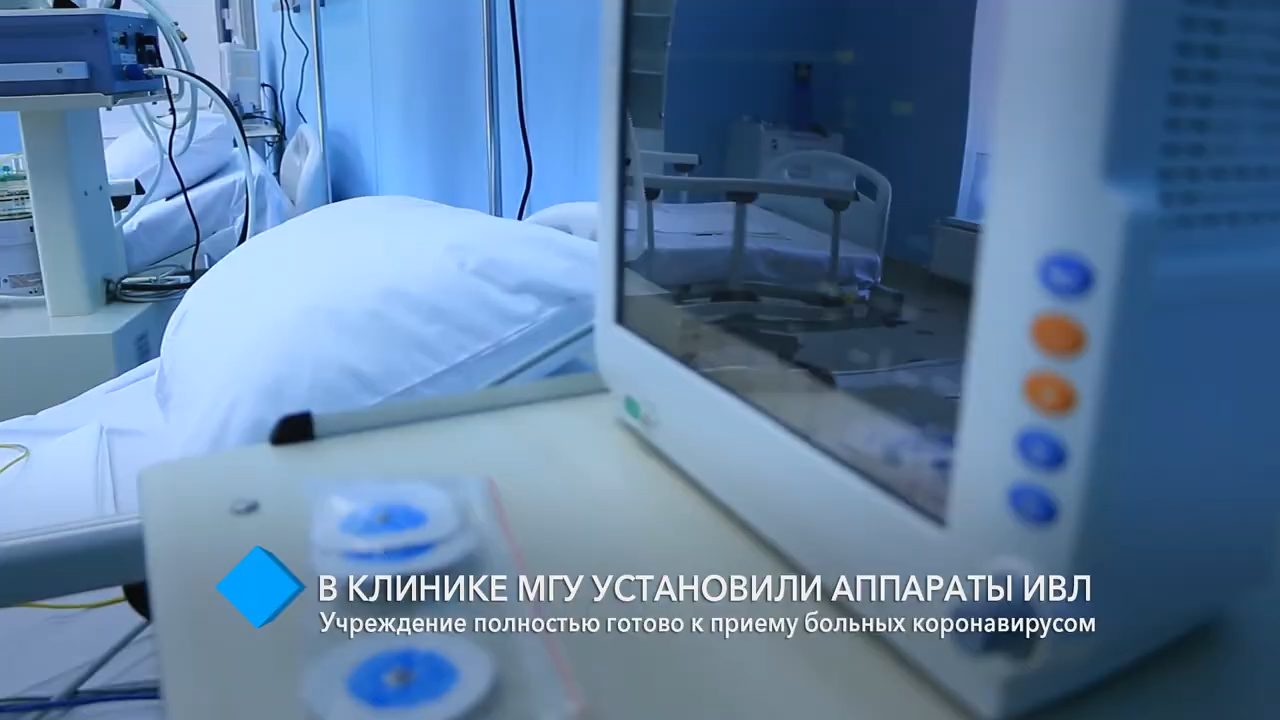 В КЛИНИКЕ МГУ УСТАНОВИЛИ АППАРАТЫ ИВЛ
Учреждение полностью готово к приему больных коронавирусом